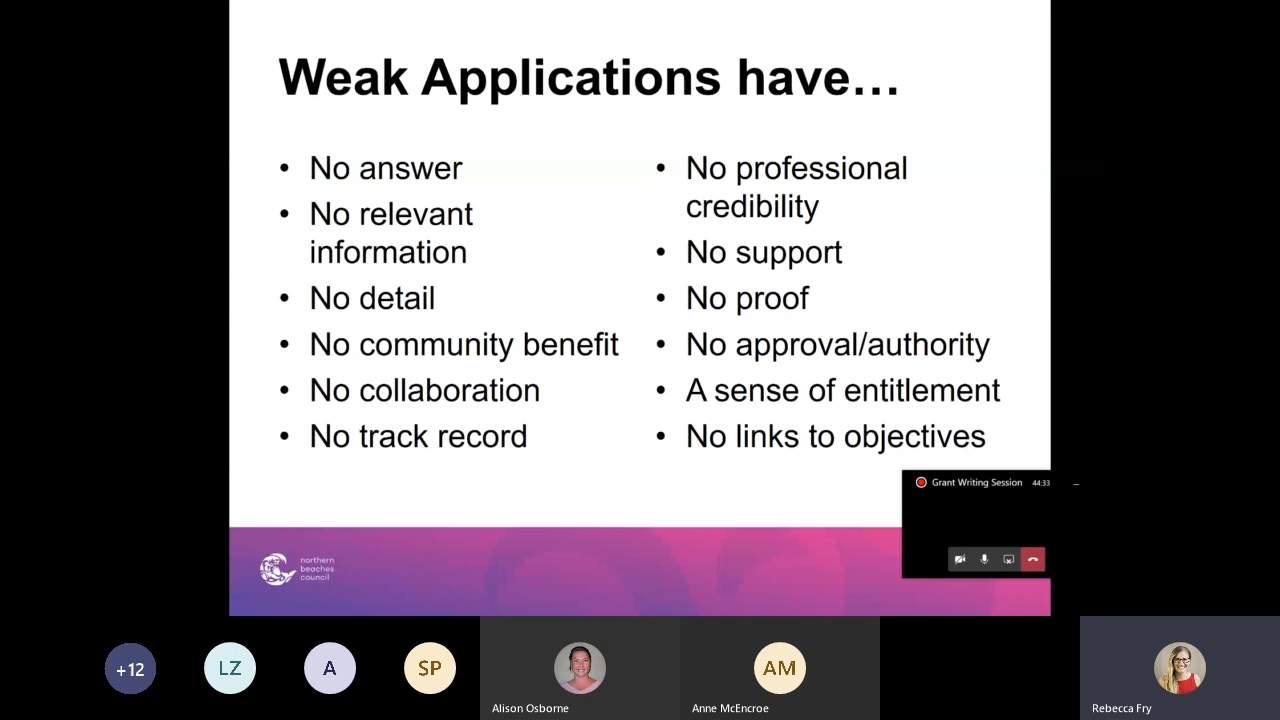 Weak Applications have…
• No answer
• No relevant
information
• No detail
• No community benefit
• No collaboration
• No track record
• No professional
credibility
• No support
• No proof
• No approval/authority
• A sense of entitlement
• No links to objectives
Grant Writing Session 44:33
northern
beaches
council
+12
LZ
A
SP
Alison Osborne
AM
Anne McEncroe
Rebecca Fry